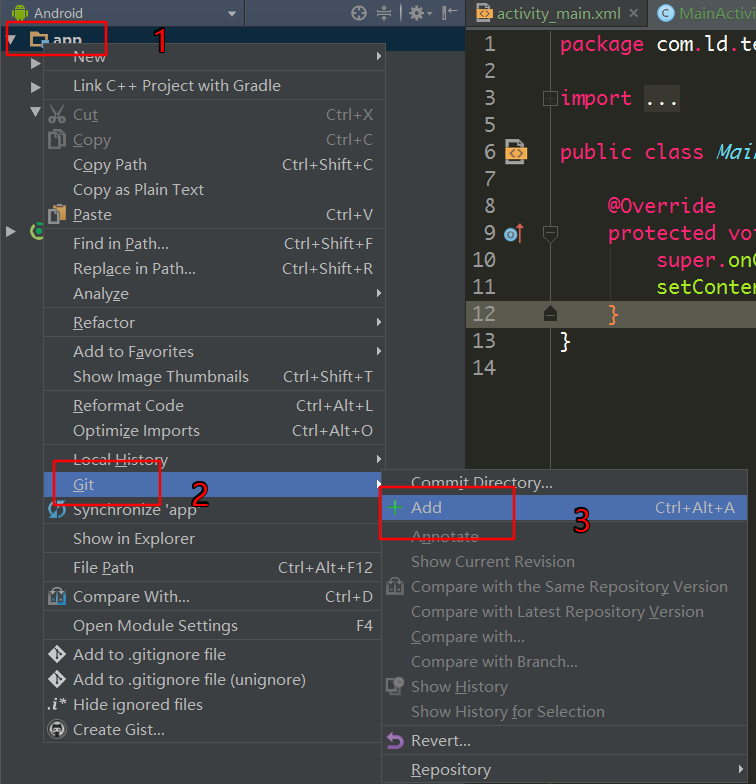 Android
activity_main.xml
MainActivi
app
1
New
Link C++ Project with Gradle
Cut Ctrl+X
Copy Ctrl+C
Copy Path Ctrl+Shift+C
Copy as Plain Text
Paste Ctrl+V
Find in Path... Ctrl+Shift+F
Replace in Path... Ctrl+Shift+R
Analyze
Refactor
Add to Favorites
Show Image Thumbnails Ctrl+Shift+T
Reformat Code Ctrl+Alt+L
Optimize Imports Ctrl+Alt+O
Local History
Git
2
Synchronize 'app'
Show in Explorer
File Path Ctrl+Alt+F12
Compare With... Ctrl+D
Open Module Settings F4
Add to .gitignore file
Add to .gitignore file (unignore)
.i* Hide ignored files
Create Gist...
Commit Directory...
Add Ctrl+Alt+A
3
Annotate
Show Current Revision
Compare with the Same Repository Version
Compare with Latest Repository Version
Compare with...
Compare with Branch...
Show History
Show History for Selection
Revert...
Repository
1 package com.ld.te
2
3 import ...
5
6 public class Mai
7
8 @Override
9 protected vo
10 super.on
11 setConter
12 }
13 }
14